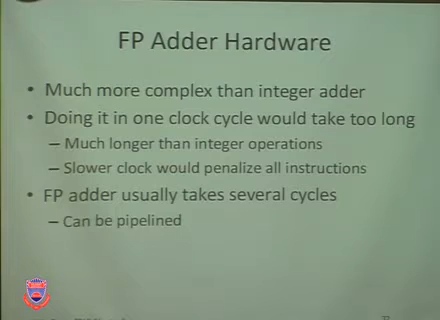 FP Adder Hardware
• Much more complex than integer adder
• Doing it in one clock cycle would take too long
– Much longer than integer operations
– Slower clock would penalize all instructions
• FP adder usually takes several cycles
– Can be pipelined